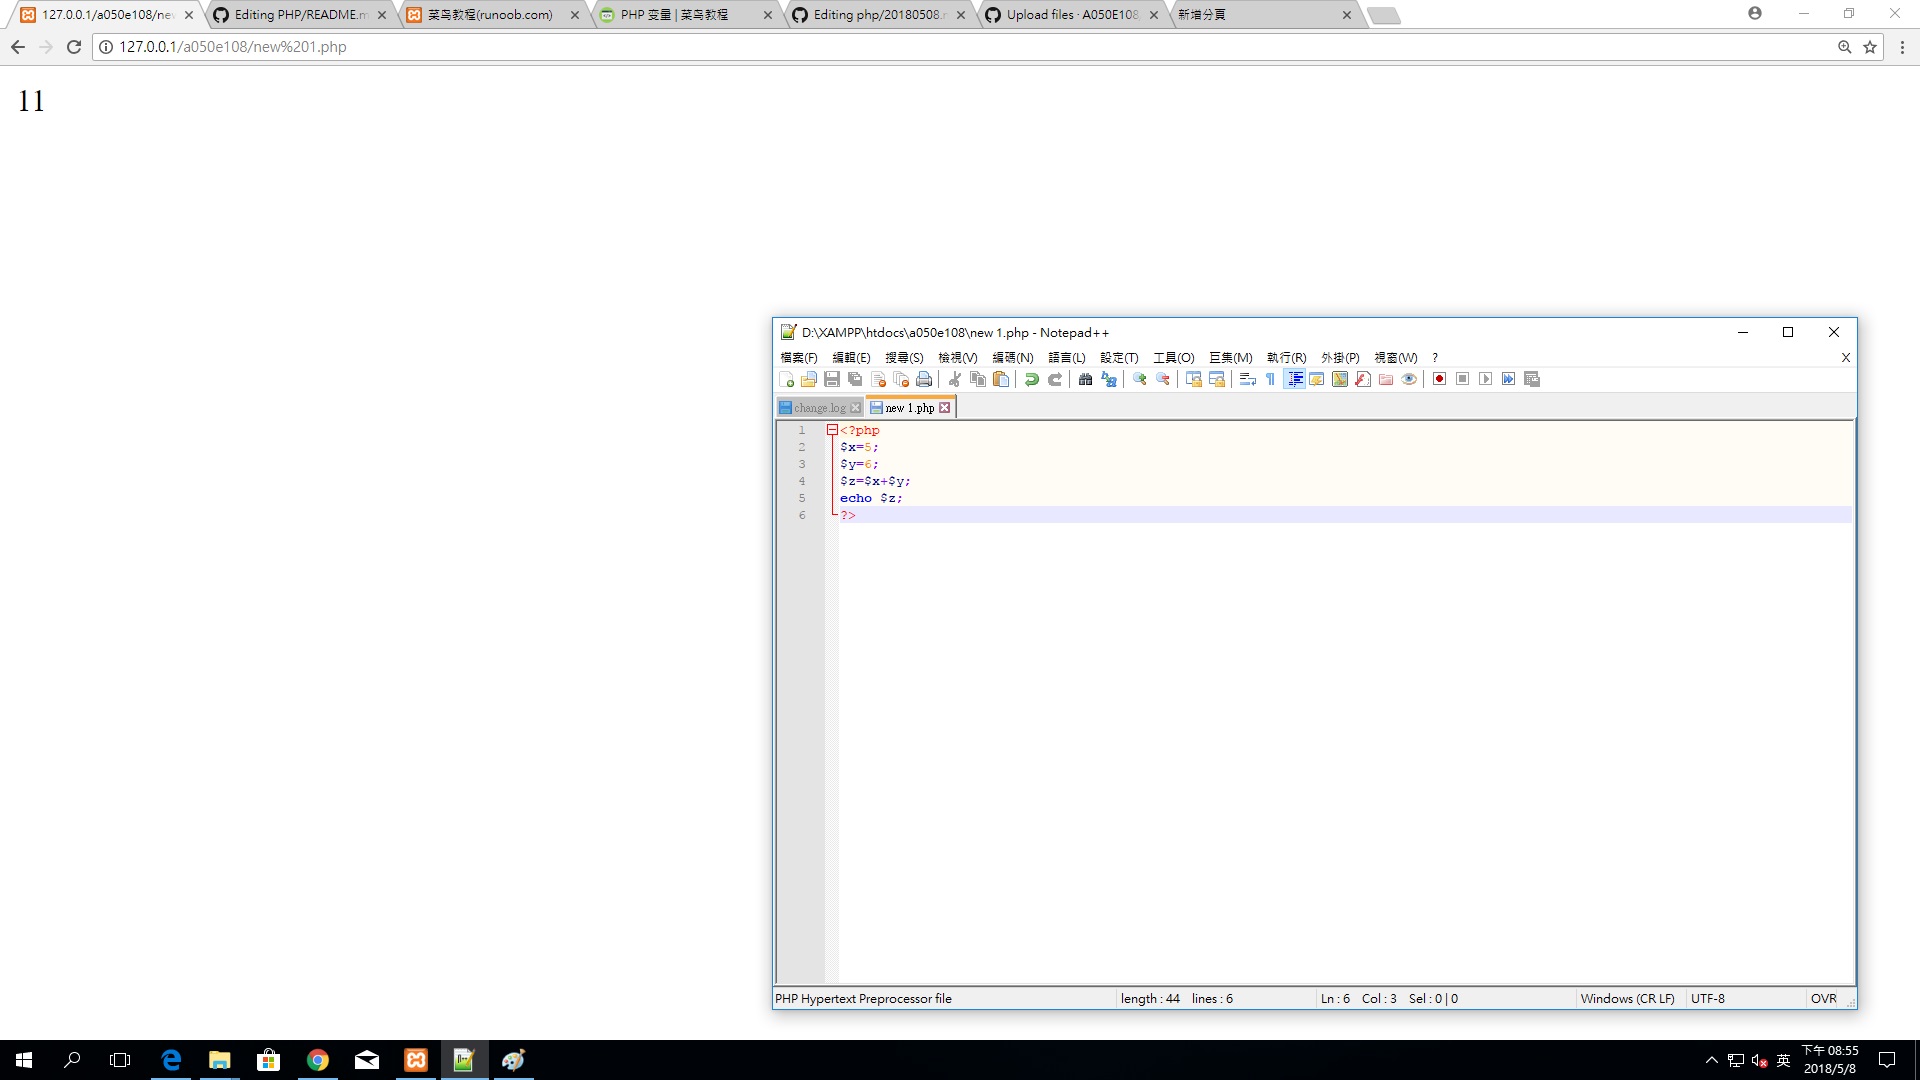 127.0.0.1/a050e108/new
Editing PHP/README.m
菜鸟教程(runoob.com)
PHP 变量 | 菜鸟教程
Editing php/20180508.
Upload files · A050E108
新增分頁
127.0.0.1/a050e108/new%201.php
11
D:\XAMPP\htdocs\a050e108\new 1.php - Notepad++
檔案(F) 編輯(E) 搜尋(S) 檢視(V) 編碼(N) 語言(L) 設定(T) 工具(O) 巨集(M) 執行(R) 外掛(P) 視窗(W) ? X
change.log
new 1.php
1 <?php
2 $x=5;
3 $y=6;
4 $z=$x+$y;
5 echo $z;
6 ?>
PHP Hypertext Preprocessor file length : 44 lines : 6 Ln : 6 Col : 3 Sel : 0 | 0 Windows (CR LF) UTF-8 OVR
英
下午 08:55
2018/5/8